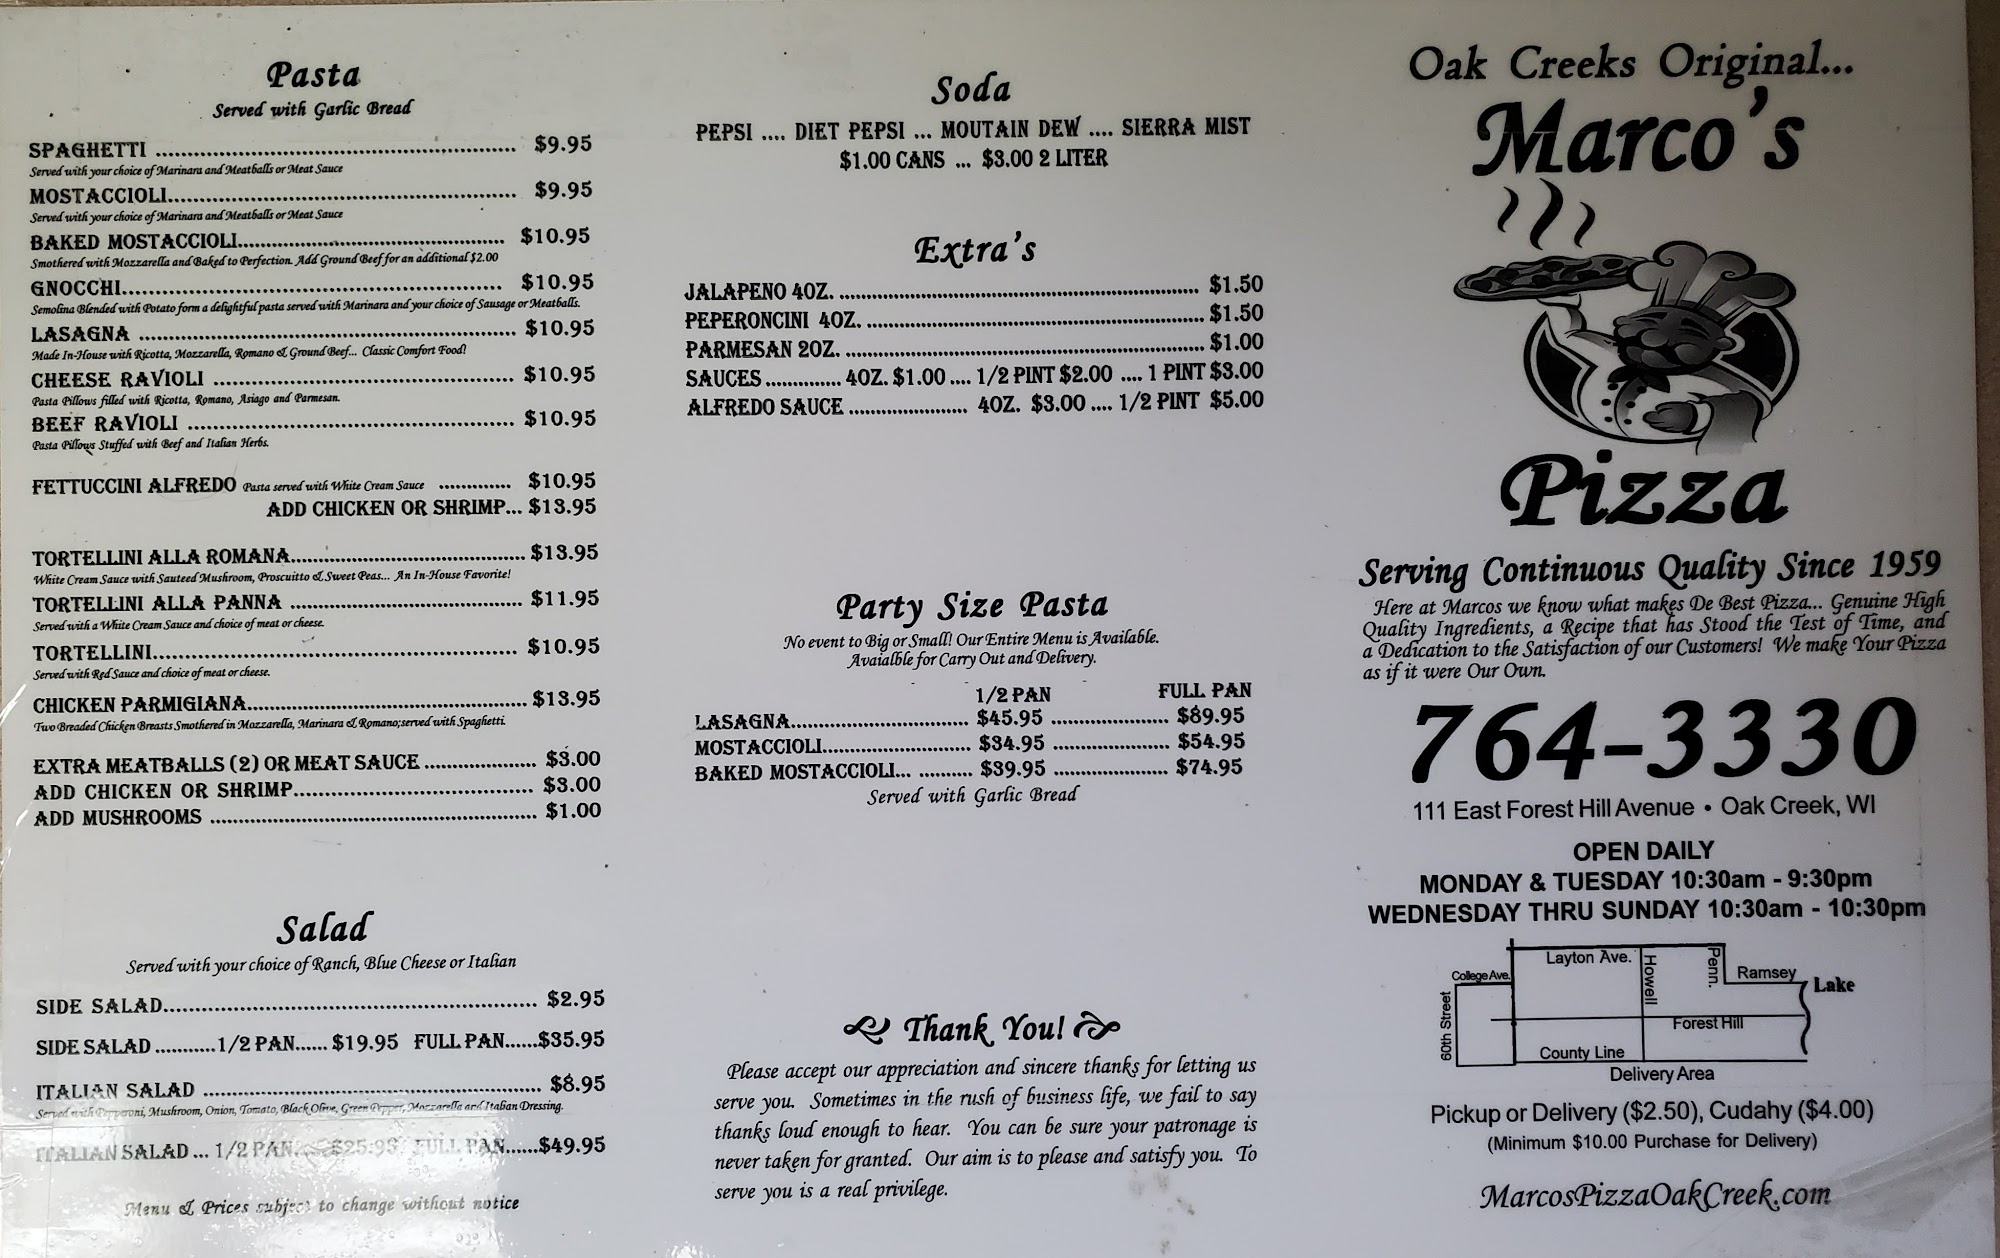 Pasta
Served with Garlic Bread
SPAGHETTI ........ $9.95
Served with your choice of Marinara and Meatballs or Meat Sauce
MOSTACCIOLI........ $9.95
Served with your choice of Marinara and Meatballs or Meat Sauce
BAKED MOSTACCIOLI........ $10.95
Smothered with Mozzarella and Baked to Perfection. Add Ground Beef for an additional $2.00
GNOCCHI........ $10.95
Semolina Blended with Potato form a delightful pasta served with Marinara and your choice of Sausage or Meatballs.
LASAGNA ........ $10.95
Made In-House with Ricotta, Mozzarella, Romano & Ground Beef... Classic Comfort Food!
CHEESE RAVIOLI ........ $10.95
Pasta Pillows filled with Ricotta, Romano, Asiago and Parmesan.
BEEF RAVIOLI ........ $10.95
Pasta Pillows Stuffed with Beef and Italian Herbs.
FETTUCCINI ALFREDO Pasta served with White Cream Sauce ........ $10.95
ADD CHICKEN OR SHRIMP... $13.95
TORTELLINI ALLA ROMANA........ $13.95
White Cream Sauce with Sauteed Mushroom, Proscuitto & Sweet Peas... An In-House Favorite!
TORTELLINI ALLA PANNA ........ $11.95
Served with a White Cream Sauce and choice of meat or cheese.
TORTELLINI........ $10.95
Served with Red Sauce and choice of meat or cheese.
CHICKEN PARMIGIANA........ $13.95
Two Breaded Chicken Breasts Smothered in Mozzarella, Marinara & Romano;served with Spaghetti.
EXTRA MEATBALLS (2) OR MEAT SAUCE ........ $3.00
ADD CHICKEN OR SHRIMP........ $3.00
ADD MUSHROOMS ........ $1.00
Salad
Served with your choice of Ranch, Blue Cheese or Italian
SIDE SALAD........ $2.95
SIDE SALAD ...........1/2 PAN...... $19.95 FULL PAN......$35.95
ITALIAN SALAD ........ $8.95
Served with Pepperoni, Mushroom, Onion, Tomato, Black Olive, Green Pepper, Mozzarella and Italian Dressing.
ITALIAN SALAD ... 1/2 PAN...... $25.95 FULL PAN......$49.95
Menu & Prices subject to change without notice
Soda
PEPSI .... DIET PEPSI ... MOUTAIN DEW .... SIERRA MIST
$1.00 CANS ... $3.00 2 LITER
Extra's
JALAPENO 4OZ. ........ $1.50
PEPERONCINI 4OZ. ........ $1.50
PARMESAN 2OZ. ........ $1.00
SAUCES ............. 4OZ. $1.00 .... 1/2 PINT $2.00 .... 1 PINT $3.00
ALFREDO SAUCE ........ 4OZ. $3.00 .... 1/2 PINT $5.00
Party Size Pasta
No event to Big or Small! Our Entire Menu is Available.
Avaialble for Carry Out and Delivery.
1/2 PAN FULL PAN
LASAGNA........ $45.95 ........ $89.95
MOSTACCIOLI........ $34.95 ........ $54.95
BAKED MOSTACCIOLI... .......... $39.95 ........ $74.95
Served with Garlic Bread
Thank You!
Please accept our appreciation and sincere thanks for letting us
serve you. Sometimes in the rush of business life, we fail to say
thanks loud enough to hear. You can be sure your patronage is
never taken for granted. Our aim is to please and satisfy you. To
serve you is a real privilege.
Oak Creeks Original...
Marco's
Pizza
Serving Continuous Quality Since 1959
Here at Marcos we know what makes De Best Pizza... Genuine High
Quality Ingredients, a Recipe that has Stood the Test of Time, and
a Dedication to the Satisfaction of our Customers! We make Your Pizza
as if it were Our Own.
764-3330
111 East Forest Hill Avenue • Oak Creek, WI
OPEN DAILY
MONDAY & TUESDAY 10:30am - 9:30pm
WEDNESDAY THRU SUNDAY 10:30am - 10:30pm
Layton Ave.
Howell
Penn.
College Ave.
Ramsey
Lake
60th Street
Forest Hill
County Line
Delivery Area
Pickup or Delivery ($2.50), Cudahy ($4.00)
(Minimum $10.00 Purchase for Delivery)
MarcosPizzaOakCreek.com